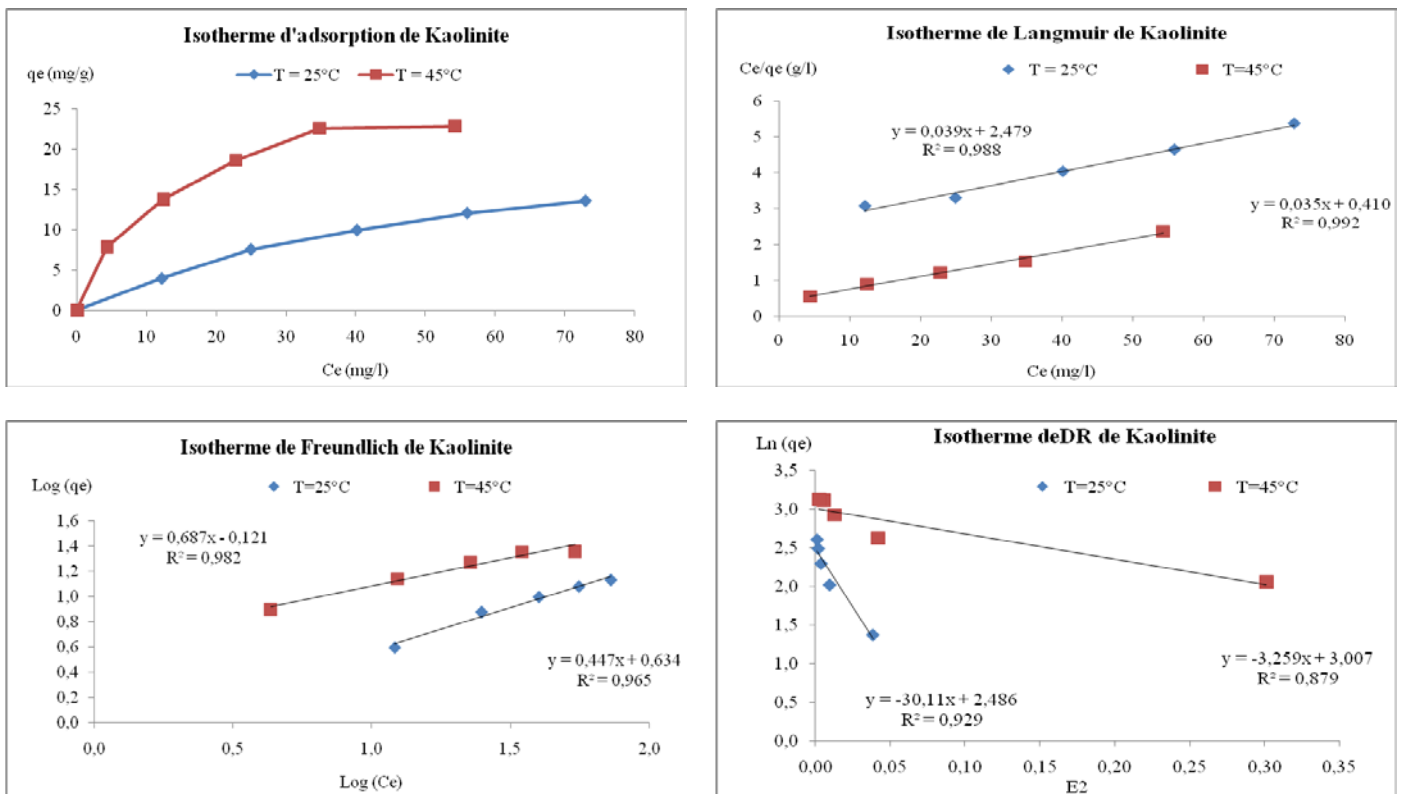 Isotherme d'adsorption de Kaolinite
qe (mg/g)
T = 25°C T = 45°C
25
20
15
10
5
0
0 10 20 30 40 50 60 70 80
Ce (mg/l)
Isotherme de Langmuir de Kaolinite
Ce/qe (g/l)
T = 25°C T=45°C
6
5
4
3
2
1
0
y = 0,039x + 2,479
R² = 0,988
y = 0,035x + 0,410
R² = 0,992
0 10 20 30 40 50 60 70 80
Ce (mg/l)
Isotherme de Freundlich de Kaolinite
Log (qe)
T=25°C T=45°C
1,6
1,4
1,2
1,0
0,8
0,6
0,4
0,2
0,0
y = 0,687x - 0,121
R² = 0,982
y = 0,447x + 0,634
R² = 0,965
0,0 0,5 1,0 1,5 2,0
Log (Ce)
Isotherme deDR de Kaolinite
Ln (qe)
T=25°C T=45°C
3,5
3,0
2,5
2,0
1,5
1,0
0,5
0,0
y = -3,259x + 3,007
R² = 0,879
y = -30,11x + 2,486
R² = 0,929
0,00 0,05 0,10 0,15 0,20 0,25 0,30 0,35
E2